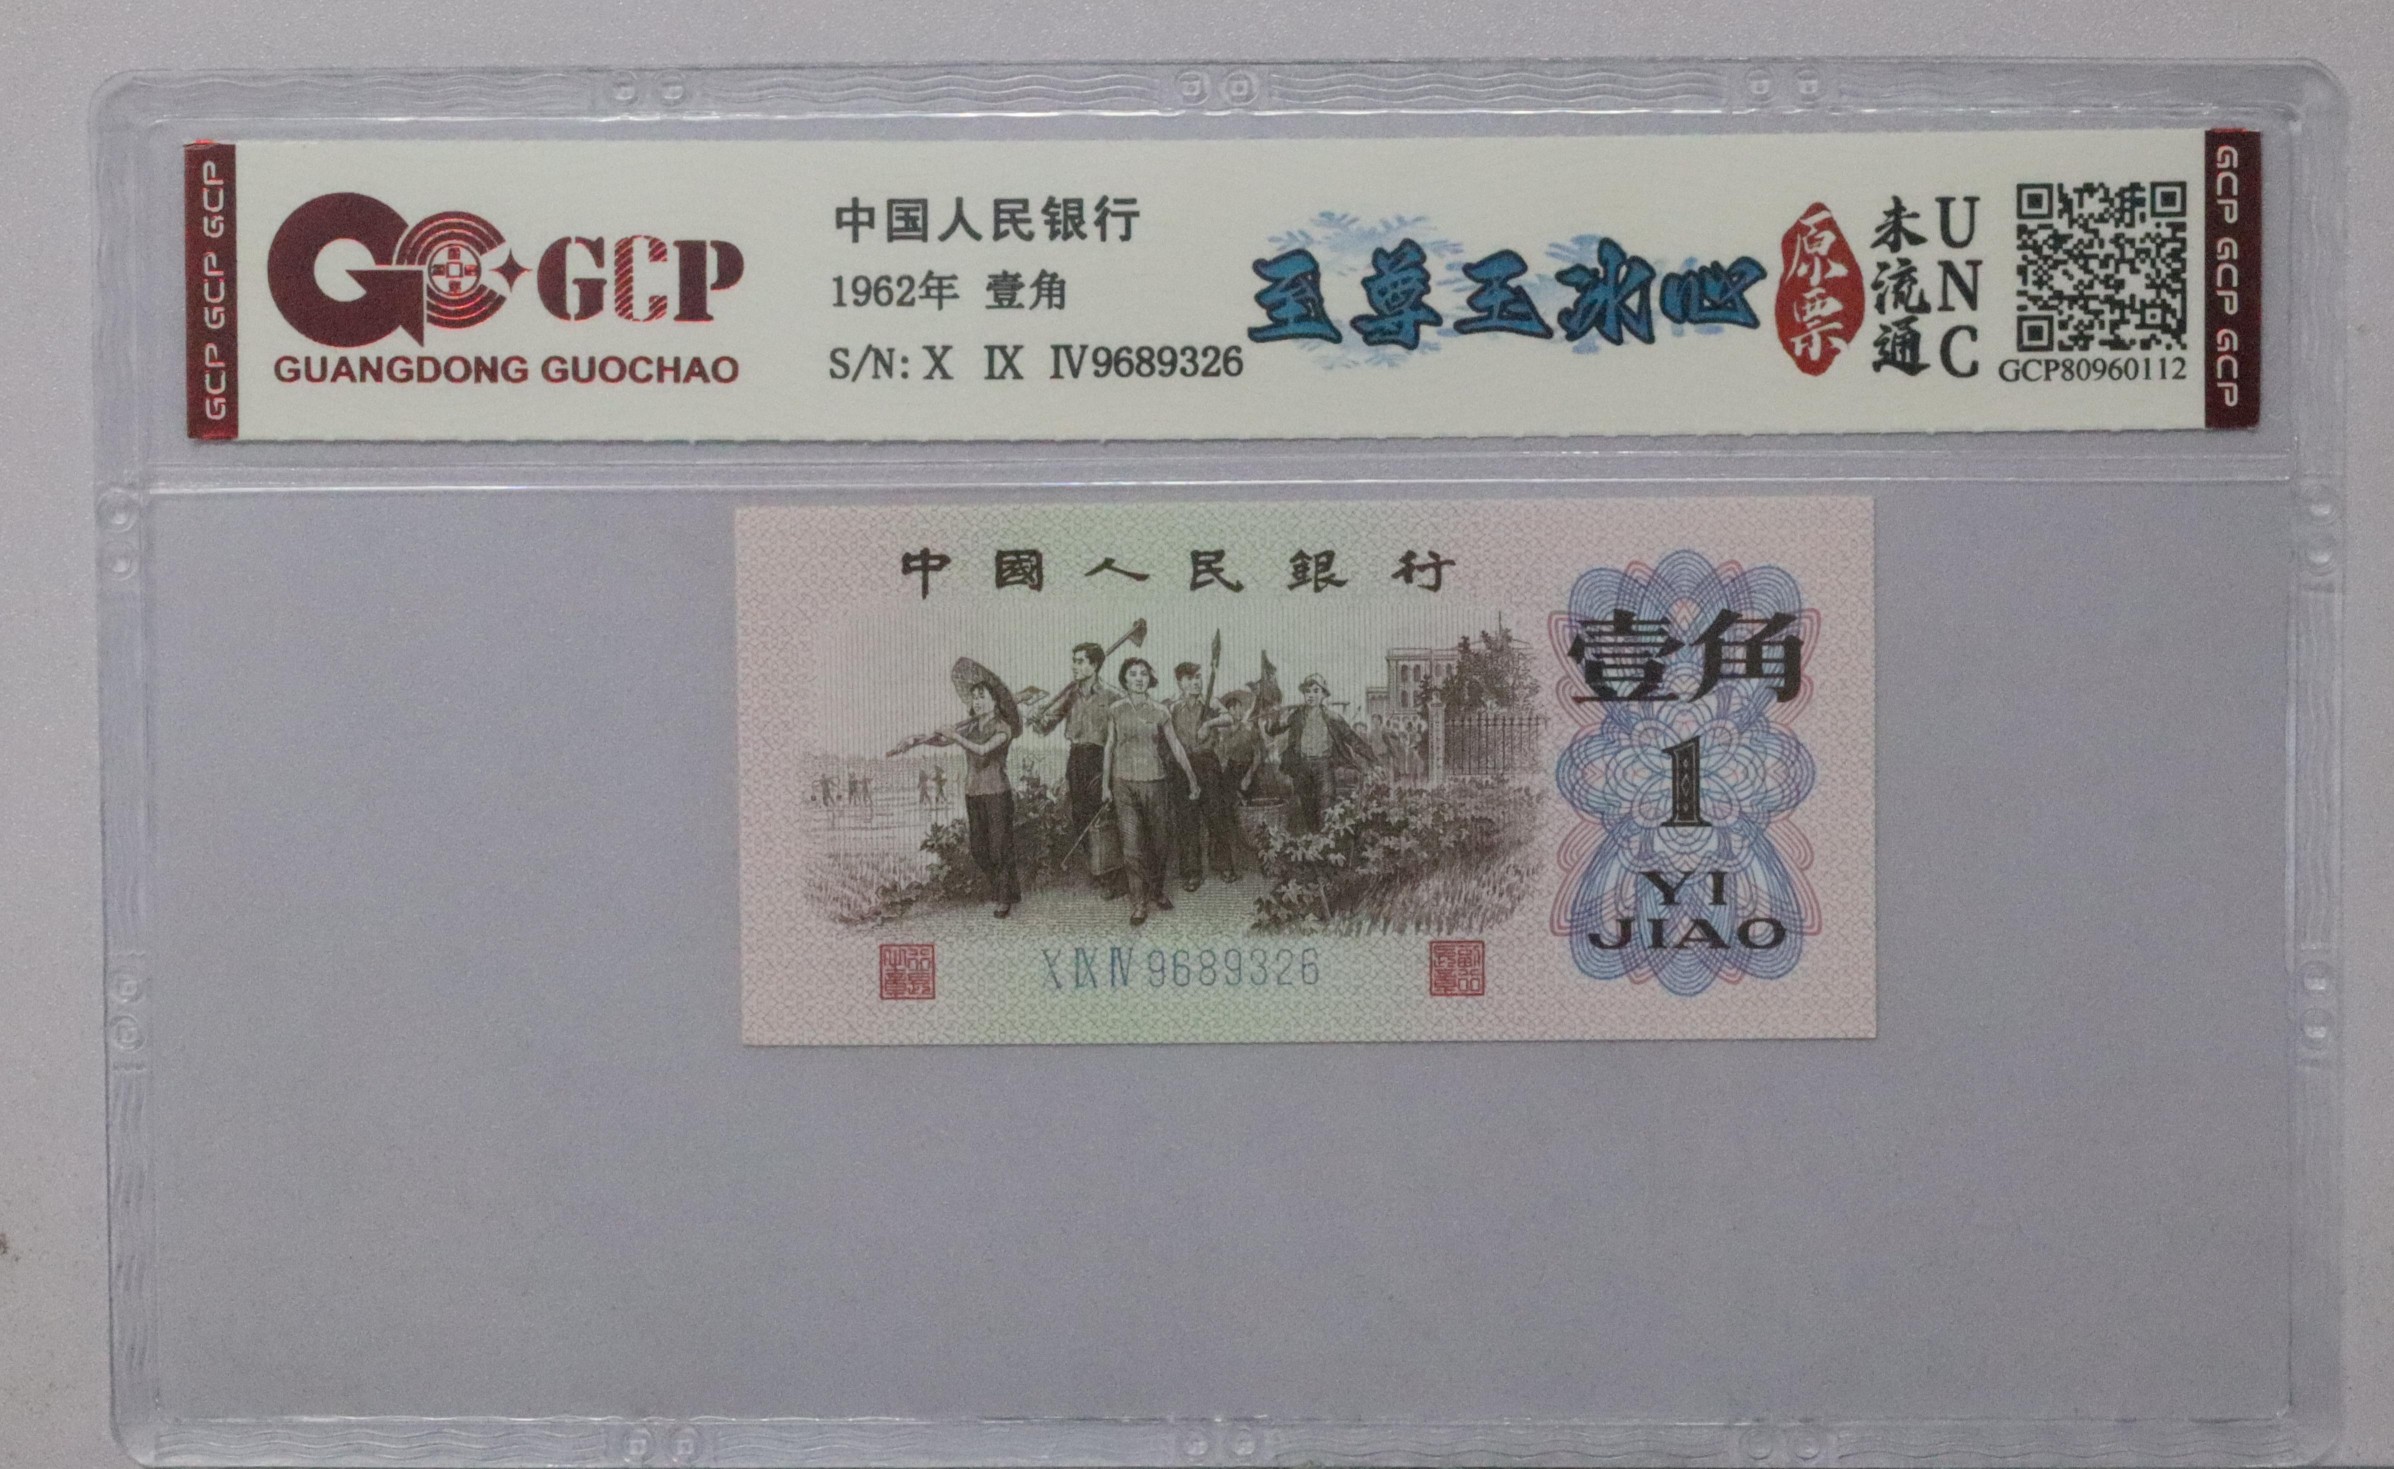 GCP GCP GCP
GCP
GUANGDONG GUOCHAO
中国人民银行
1962年 壹角
S/N: X IX IV9689326
至尊玉冰心
原票
未流通
UNC
GCP80960112
GCP GCP GCP
中國人民銀行
壹角
1
YI
JIAO
X IX IV 9689326